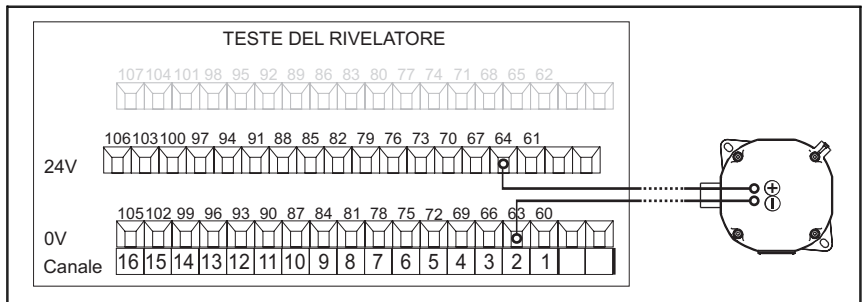 TESTE DEL RIVELATORE
107 104 101 98 95 92 89 86 83 80 77 74 71 68 65 62
106 103 100 97 94 91 88 85 82 79 76 73 70 67 64 61
24V
+
−
105 102 99 96 93 90 87 84 81 78 75 72 69 66 63 60
0V
Canale 16 15 14 13 12 11 10 9 8 7 6 5 4 3 2 1